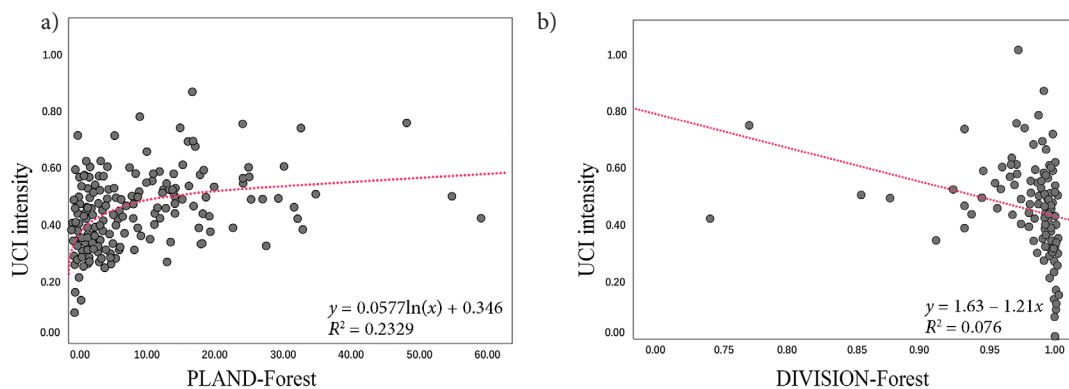 a)
UCI intensity
1.00
0.80
0.60
0.40
0.20
0.00
y = 0.0577ln(x) + 0.346
R² = 0.2329
0.00 10.00 20.00 30.00 40.00 50.00 60.00
PLAND-Forest
b)
UCI intensity
1.00
0.80
0.60
0.40
0.20
0.00
y = 1.63 – 1.21x
R² = 0.076
0.00 0.75 0.80 0.85 0.90 0.95 1.00
DIVISION-Forest